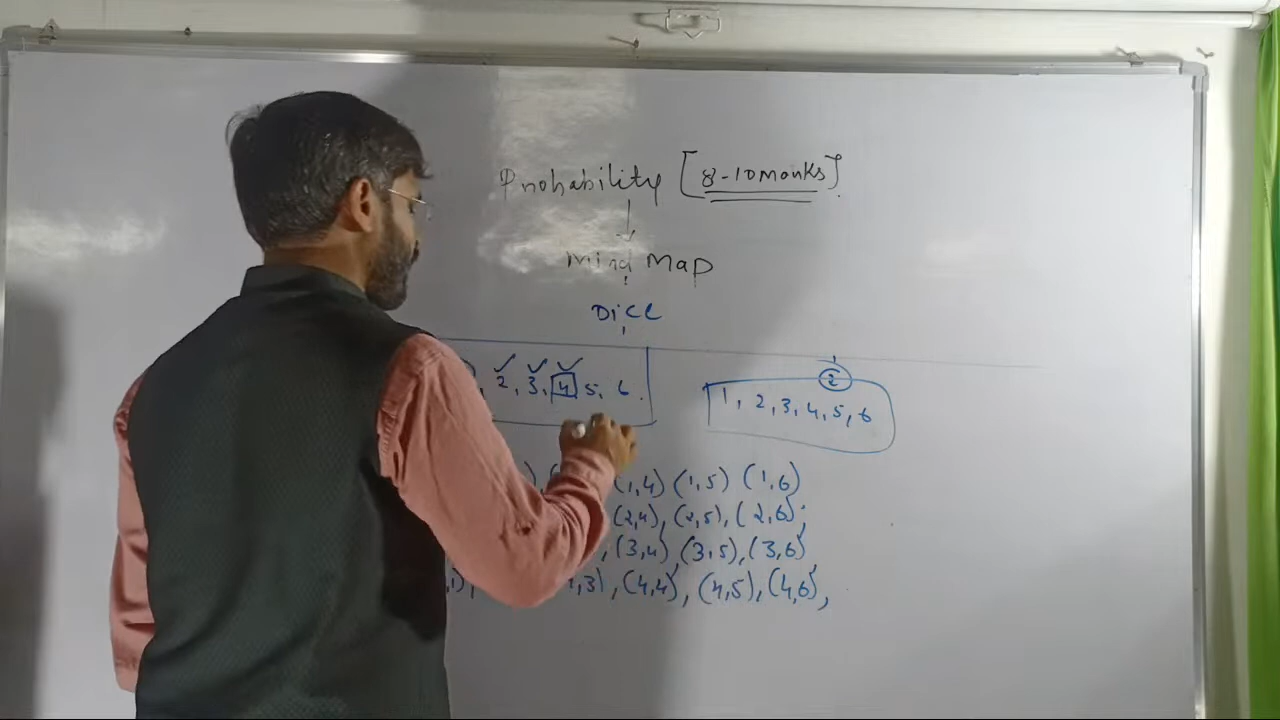 Probability [8-10 marks]
Mind Map
Dice
2, 3, 4 5, 6.
2
1, 2, 3, 4, 5, 6
(1,4) (1,5) (1,6)
(2,4), (2,5), (2,6);
, (3,4), (3,5), (3,6)
,1), ,3), (4,4), (4,5), (4,6),